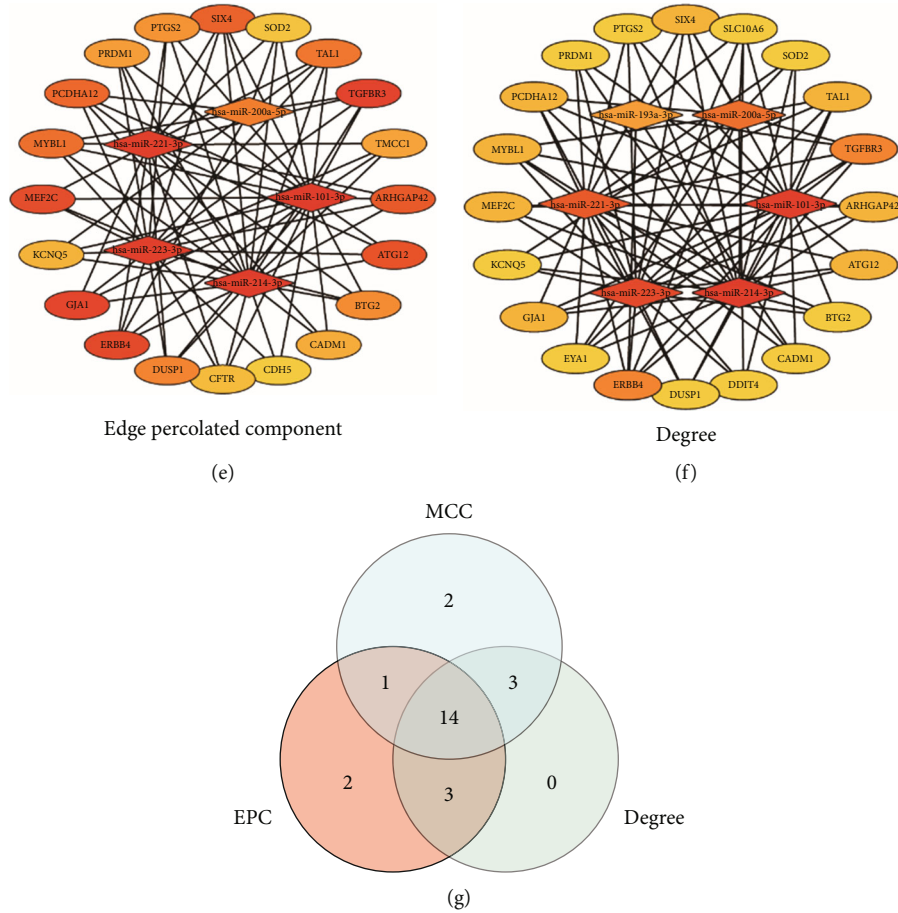 SIX4
PTGS2
SOD2
PRDM1
TAL1
PCDHA12
TGFBR3
hsa-miR-200a-5p
hsa-miR-221-3p
MYBL1
TMCC1
MEF2C
hsa-miR-101-3p
ARHGAP42
KCNQ5
hsa-miR-223-3p
ATG12
hsa-miR-214-3p
GJA1
BTG2
ERBB4
CADM1
DUSP1
CFTR
CDH5
Edge percolated component
(e)
SIX4
PTGS2
SLC10A6
PRDM1
SOD2
PCDHA12
TAL1
hsa-miR-193a-3p
hsa-miR-200a-5p
MYBL1
TGFBR3
MEF2C
hsa-miR-221-3p
hsa-miR-101-3p
ARHGAP42
KCNQ5
ATG12
hsa-miR-223-3p
hsa-miR-214-3p
GJA1
BTG2
EYA1
CADM1
ERBB4
DUSP1
DDIT4
Degree
(f)
MCC
2
1
3
14
2
3
0
EPC
Degree
(g)